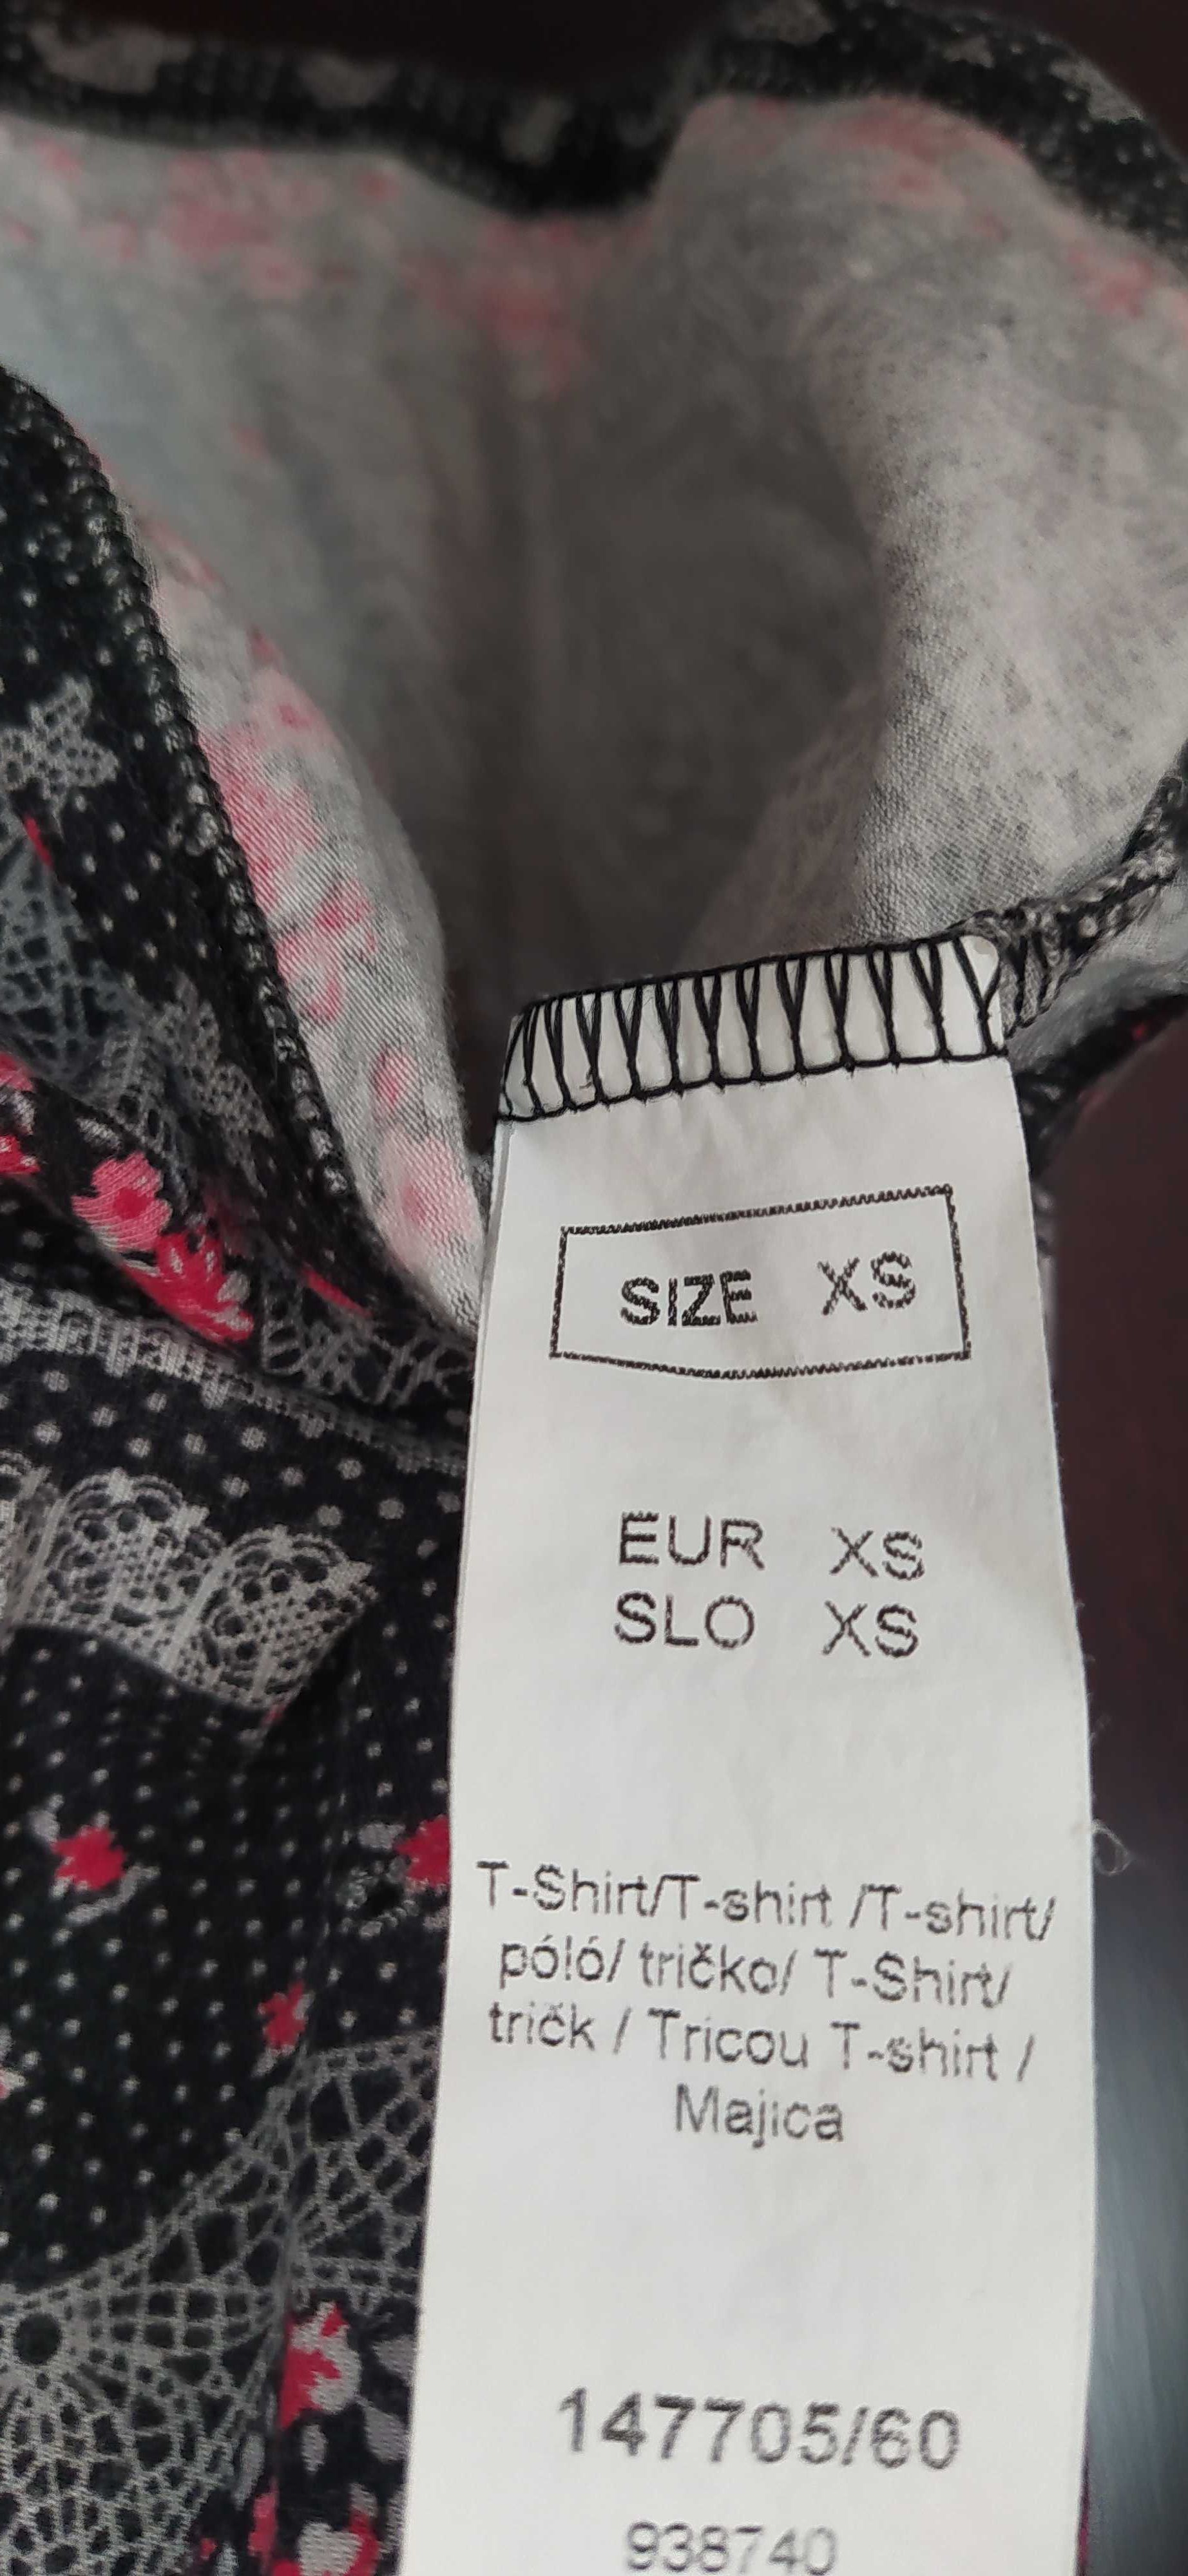 SIZE XS
EUR XS
SLO XS
T-Shirt/T-shirt /T-shirt/
póló/ tričko/ T-Shirt/
tričk / Tricou T-shirt /
Majica
147705/60
938740